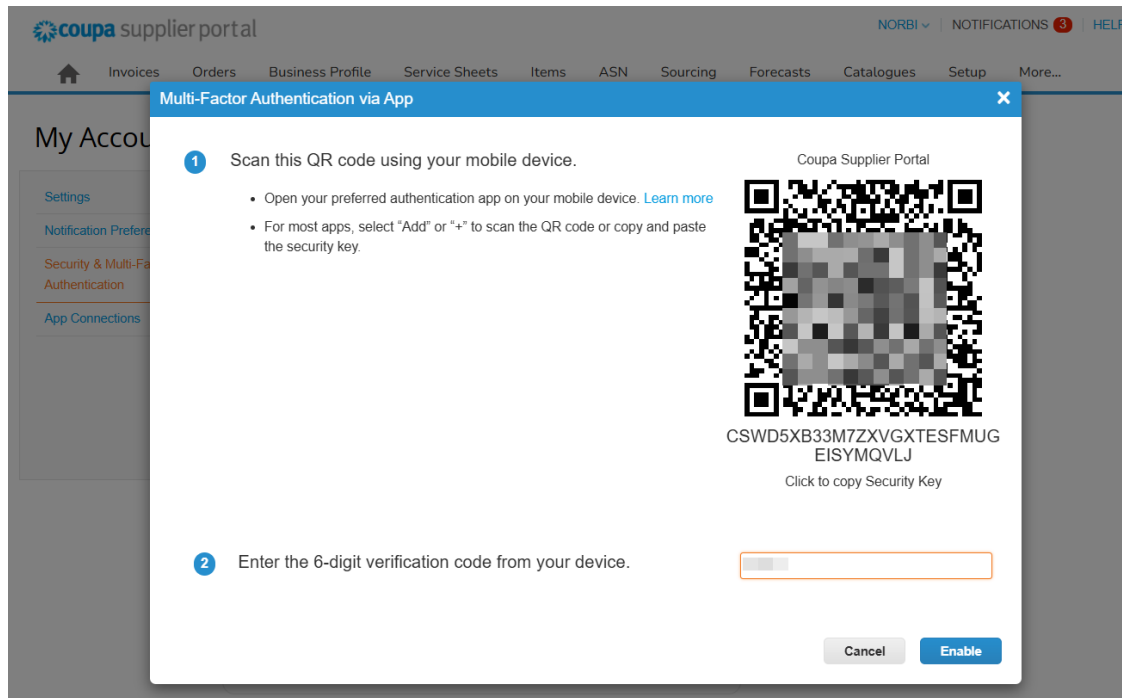 coupa supplier portal
NORBI
NOTIFICATIONS 3
Invoices Orders Business Profile Service Sheets Items ASN Sourcing Forecasts Catalogues Setup More...
Multi-Factor Authentication via App
1 Scan this QR code using your mobile device.
• Open your preferred authentication app on your mobile device. Learn more
• For most apps, select “Add” or “+” to scan the QR code or copy and paste
the security key.
Coupa Supplier Portal
CSWD5XB33M7ZXVGXTESFMUG
EISYMQVLJ
Click to copy Security Key
2 Enter the 6-digit verification code from your device.
Cancel Enable
My
Settings
Notification
Security & Multi-
Authentication
App Connections